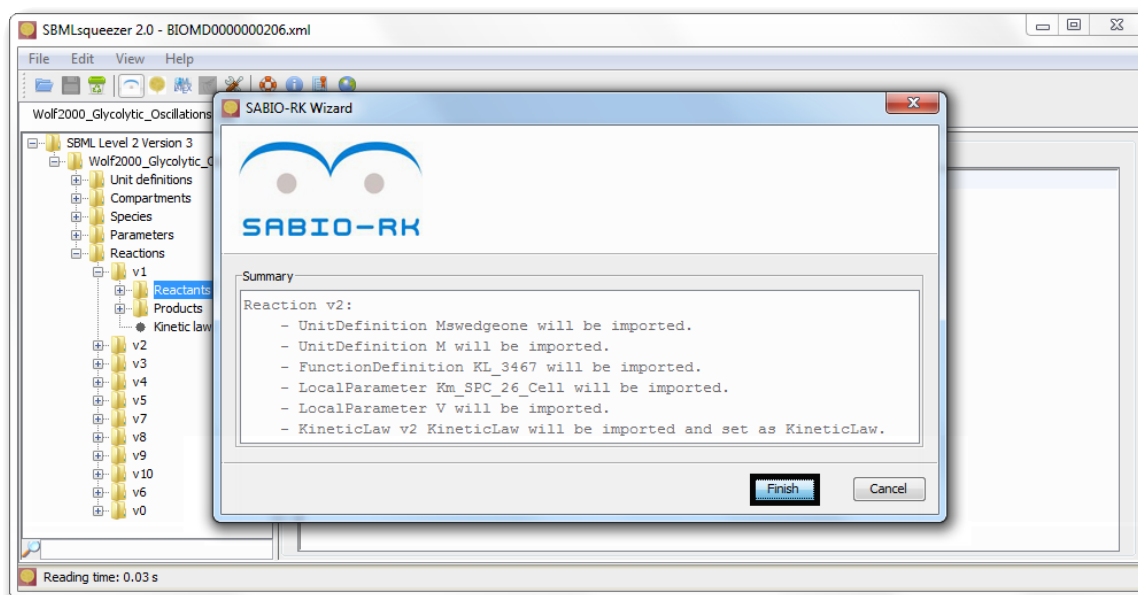 SBMLsqueezer 2.0 - BIOMD0000000206.xml
File Edit View Help
Wolf2000_Glycolytic_Oscillations
SABIO-RK Wizard
SBML Level 2 Version 3
Unit definitions
Compartments
Species
Parameters
Reactions
v1
Reactants
Products
Kinetic law
v2
v3
v4
v5
v7
v8
v9
v10
v6
v0
SABIO-RK
Summary
Reaction v2:
- UnitDefinition Mswedgeone will be imported.
- UnitDefinition M will be imported.
- FunctionDefinition KL_3467 will be imported.
- LocalParameter Km_SPC_26_Cell will be imported.
- LocalParameter V will be imported.
- KineticLaw v2 KineticLaw will be imported and set as KineticLaw.
Finish Cancel
Reading time: 0.03 s